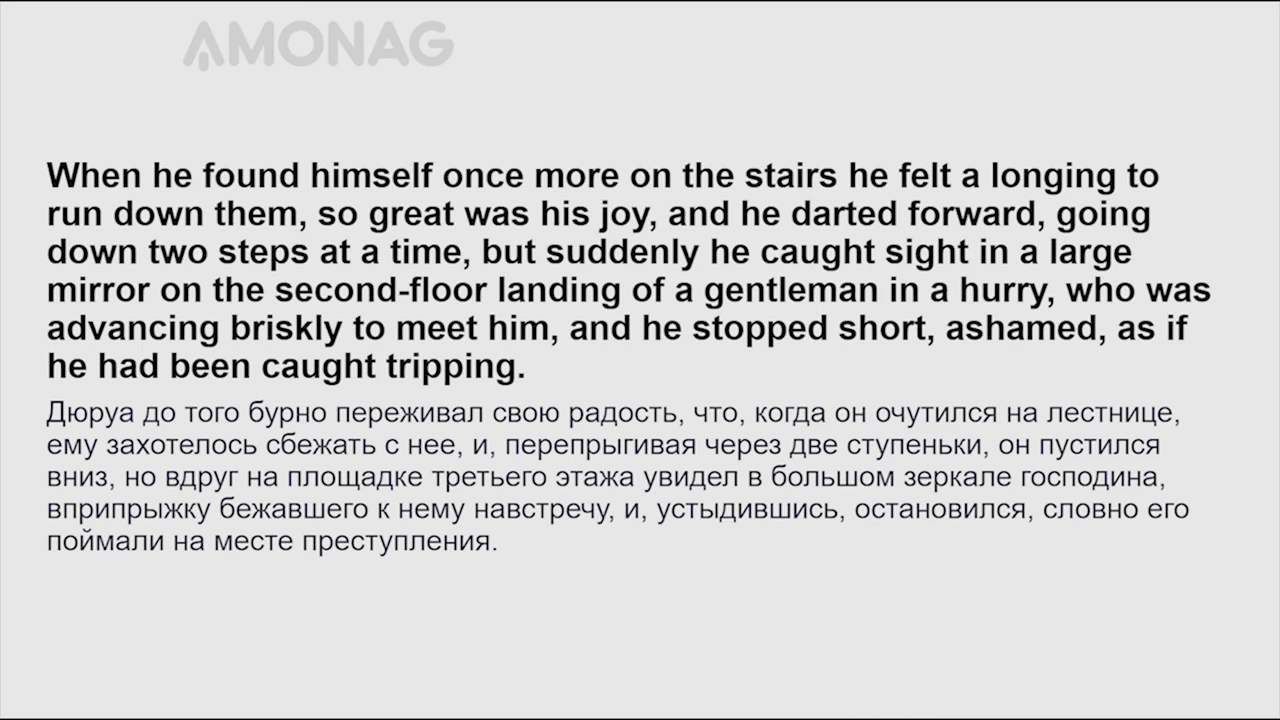 AMONAG
When he found himself once more on the stairs he felt a longing to
run down them, so great was his joy, and he darted forward, going
down two steps at a time, but suddenly he caught sight in a large
mirror on the second-floor landing of a gentleman in a hurry, who was
advancing briskly to meet him, and he stopped short, ashamed, as if
he had been caught tripping.
Дюруа до того бурно переживал свою радость, что, когда он очутился на лестнице,
ему захотелось сбежать с нее, и, перепрыгивая через две ступеньки, он пустился
вниз, но вдруг на площадке третьего этажа увидел в большом зеркале господина,
вприпрыжку бежавшего к нему навстречу, и, устыдившись, остановился, словно его
поймали на месте преступления.